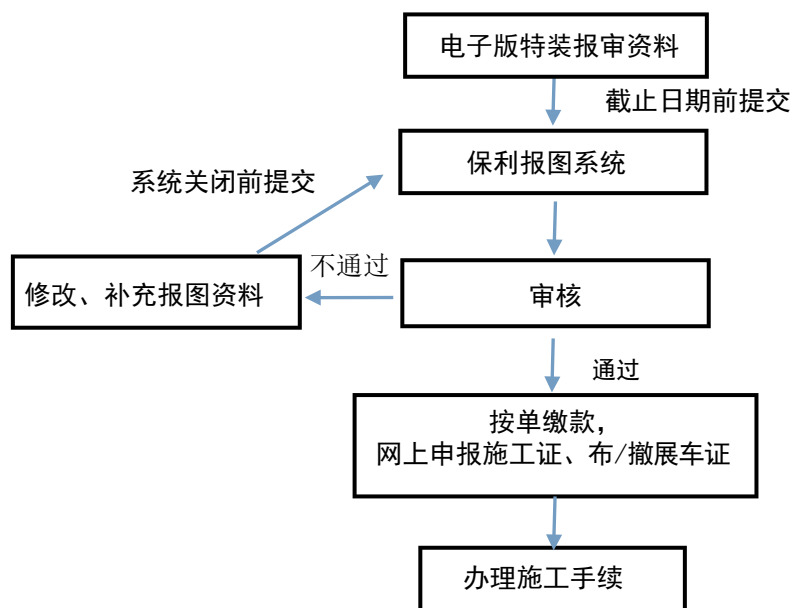 电子版特装报审资料
截止日期前提交
保利报图系统
系统关闭前提交
不通过
修改、补充报图资料
审核
通过
按单缴款，
网上申报施工证、布/撤展车证
办理施工手续